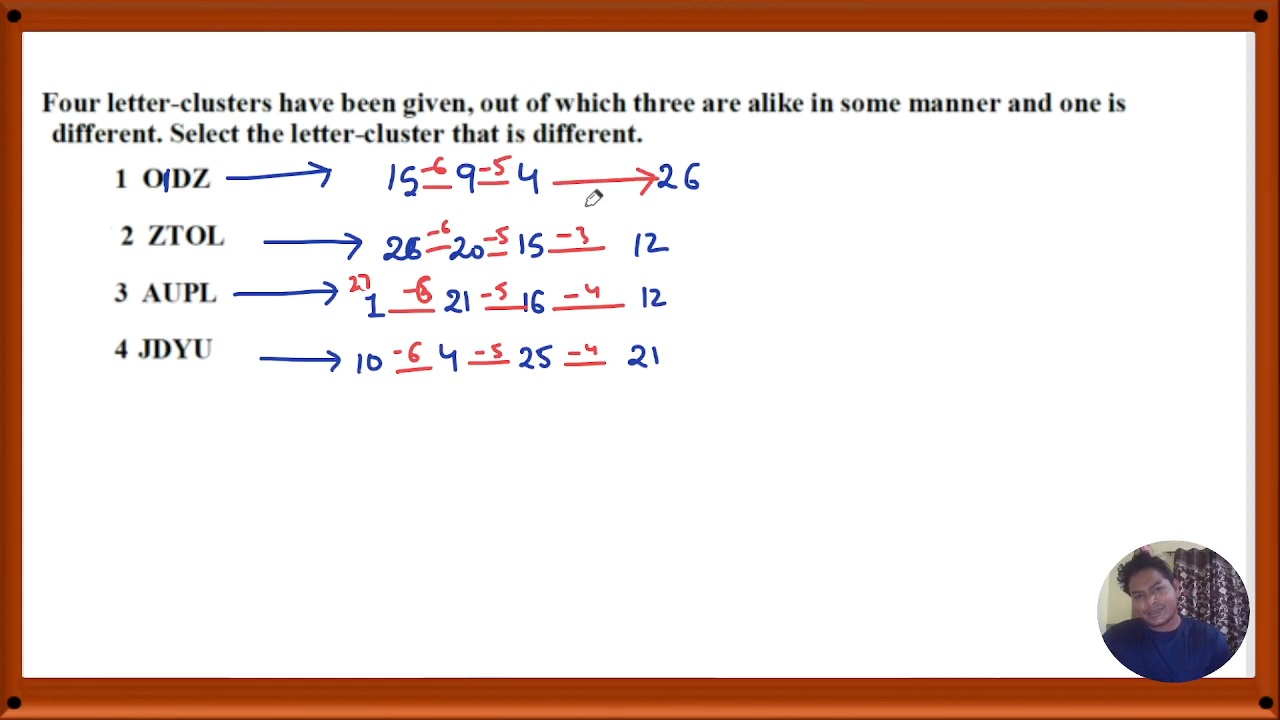 Four letter-clusters have been given, out of which three are alike in some manner and one is
different. Select the letter-cluster that is different.
1 OIDZ → 15 -6 9 -5 4 → 26
2 ZTOL → 26 -6 20 -5 15 -3 12
3 AUPL → 27 1 -6 21 -5 16 -4 12
4 JDYU → 10 -6 4 -5 25 -4 21